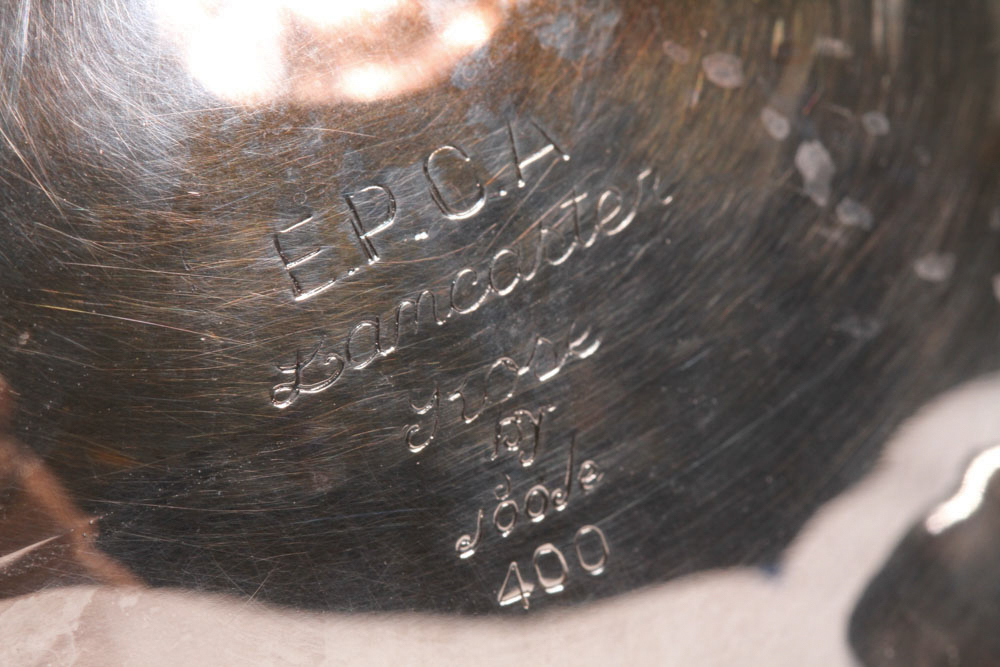 E.P.C.A
Lancaster
Rose
BY
Poole
400